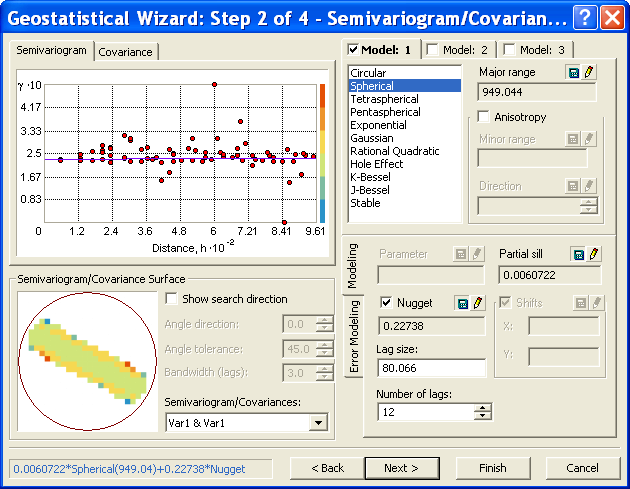 Geostatistical Wizard: Step 2 of 4 - Semivariogram/Covarian...
Semivariogram
Covariance
γ ·10
4.17
3.33
2.5
1.67
0.83
0
1.2
2.4
3.6
4.8
6
7.21
8.41
9.61
Distance, h ·10⁻²
Semivariogram/Covariance Surface
Show search direction
Angle direction:
0.0
Angle tolerance:
45.0
Bandwidth (lags):
3.0
Semivariogram/Covariances:
Var1 & Var1
Model: 1
Model: 2
Model: 3
Circular
Spherical
Tetraspherical
Pentaspherical
Exponential
Gaussian
Rational Quadratic
Hole Effect
K-Bessel
J-Bessel
Stable
Major range
949.044
Anisotropy
Minor range
Direction
Modeling
Error Modeling
Parameter
Partial sill
0.0060722
Nugget
0.22738
Shifts
X:
Y:
Lag size:
80.066
Number of lags:
12
0.0060722*Spherical(949.04)+0.22738*Nugget
< Back
Next >
Finish
Cancel